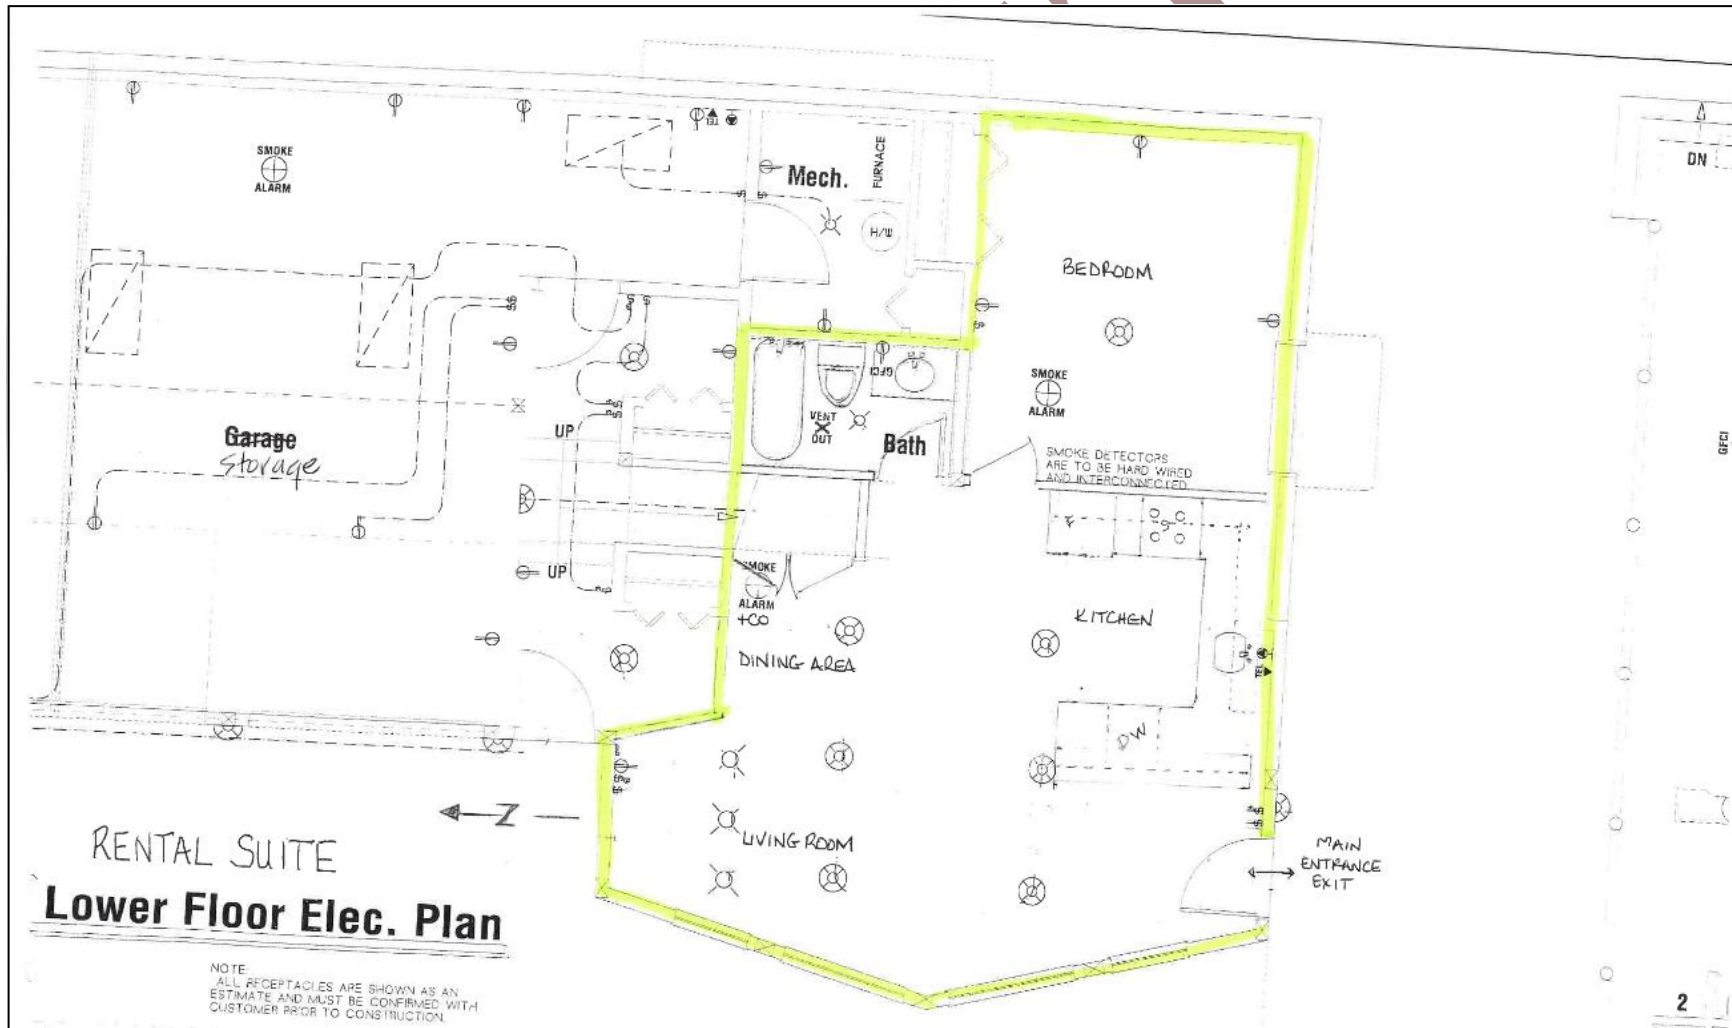 SMOKE
ALARM
TEL
Mech.
FURNACE
H/W
DN
BEDROOM
SMOKE
ALARM
SMOKE DETECTORS
ARE TO BE HARD WIRED
AND INTERCONNECTED
GFCI
VENT
OUT
Bath
GFCI
Garage
Storage
UP
UP
SMOKE
ALARM
+CO
DINING AREA
KITCHEN
TEL
DW
LIVING ROOM
MAIN
ENTRANCE
EXIT
Z
RENTAL SUITE
Lower Floor Elec. Plan
NOTE:
ALL RECEPTACLES ARE SHOWN AS AN
ESTIMATE AND MUST BE CONFIRMED WITH
CUSTOMER PRIOR TO CONSTRUCTION.
2